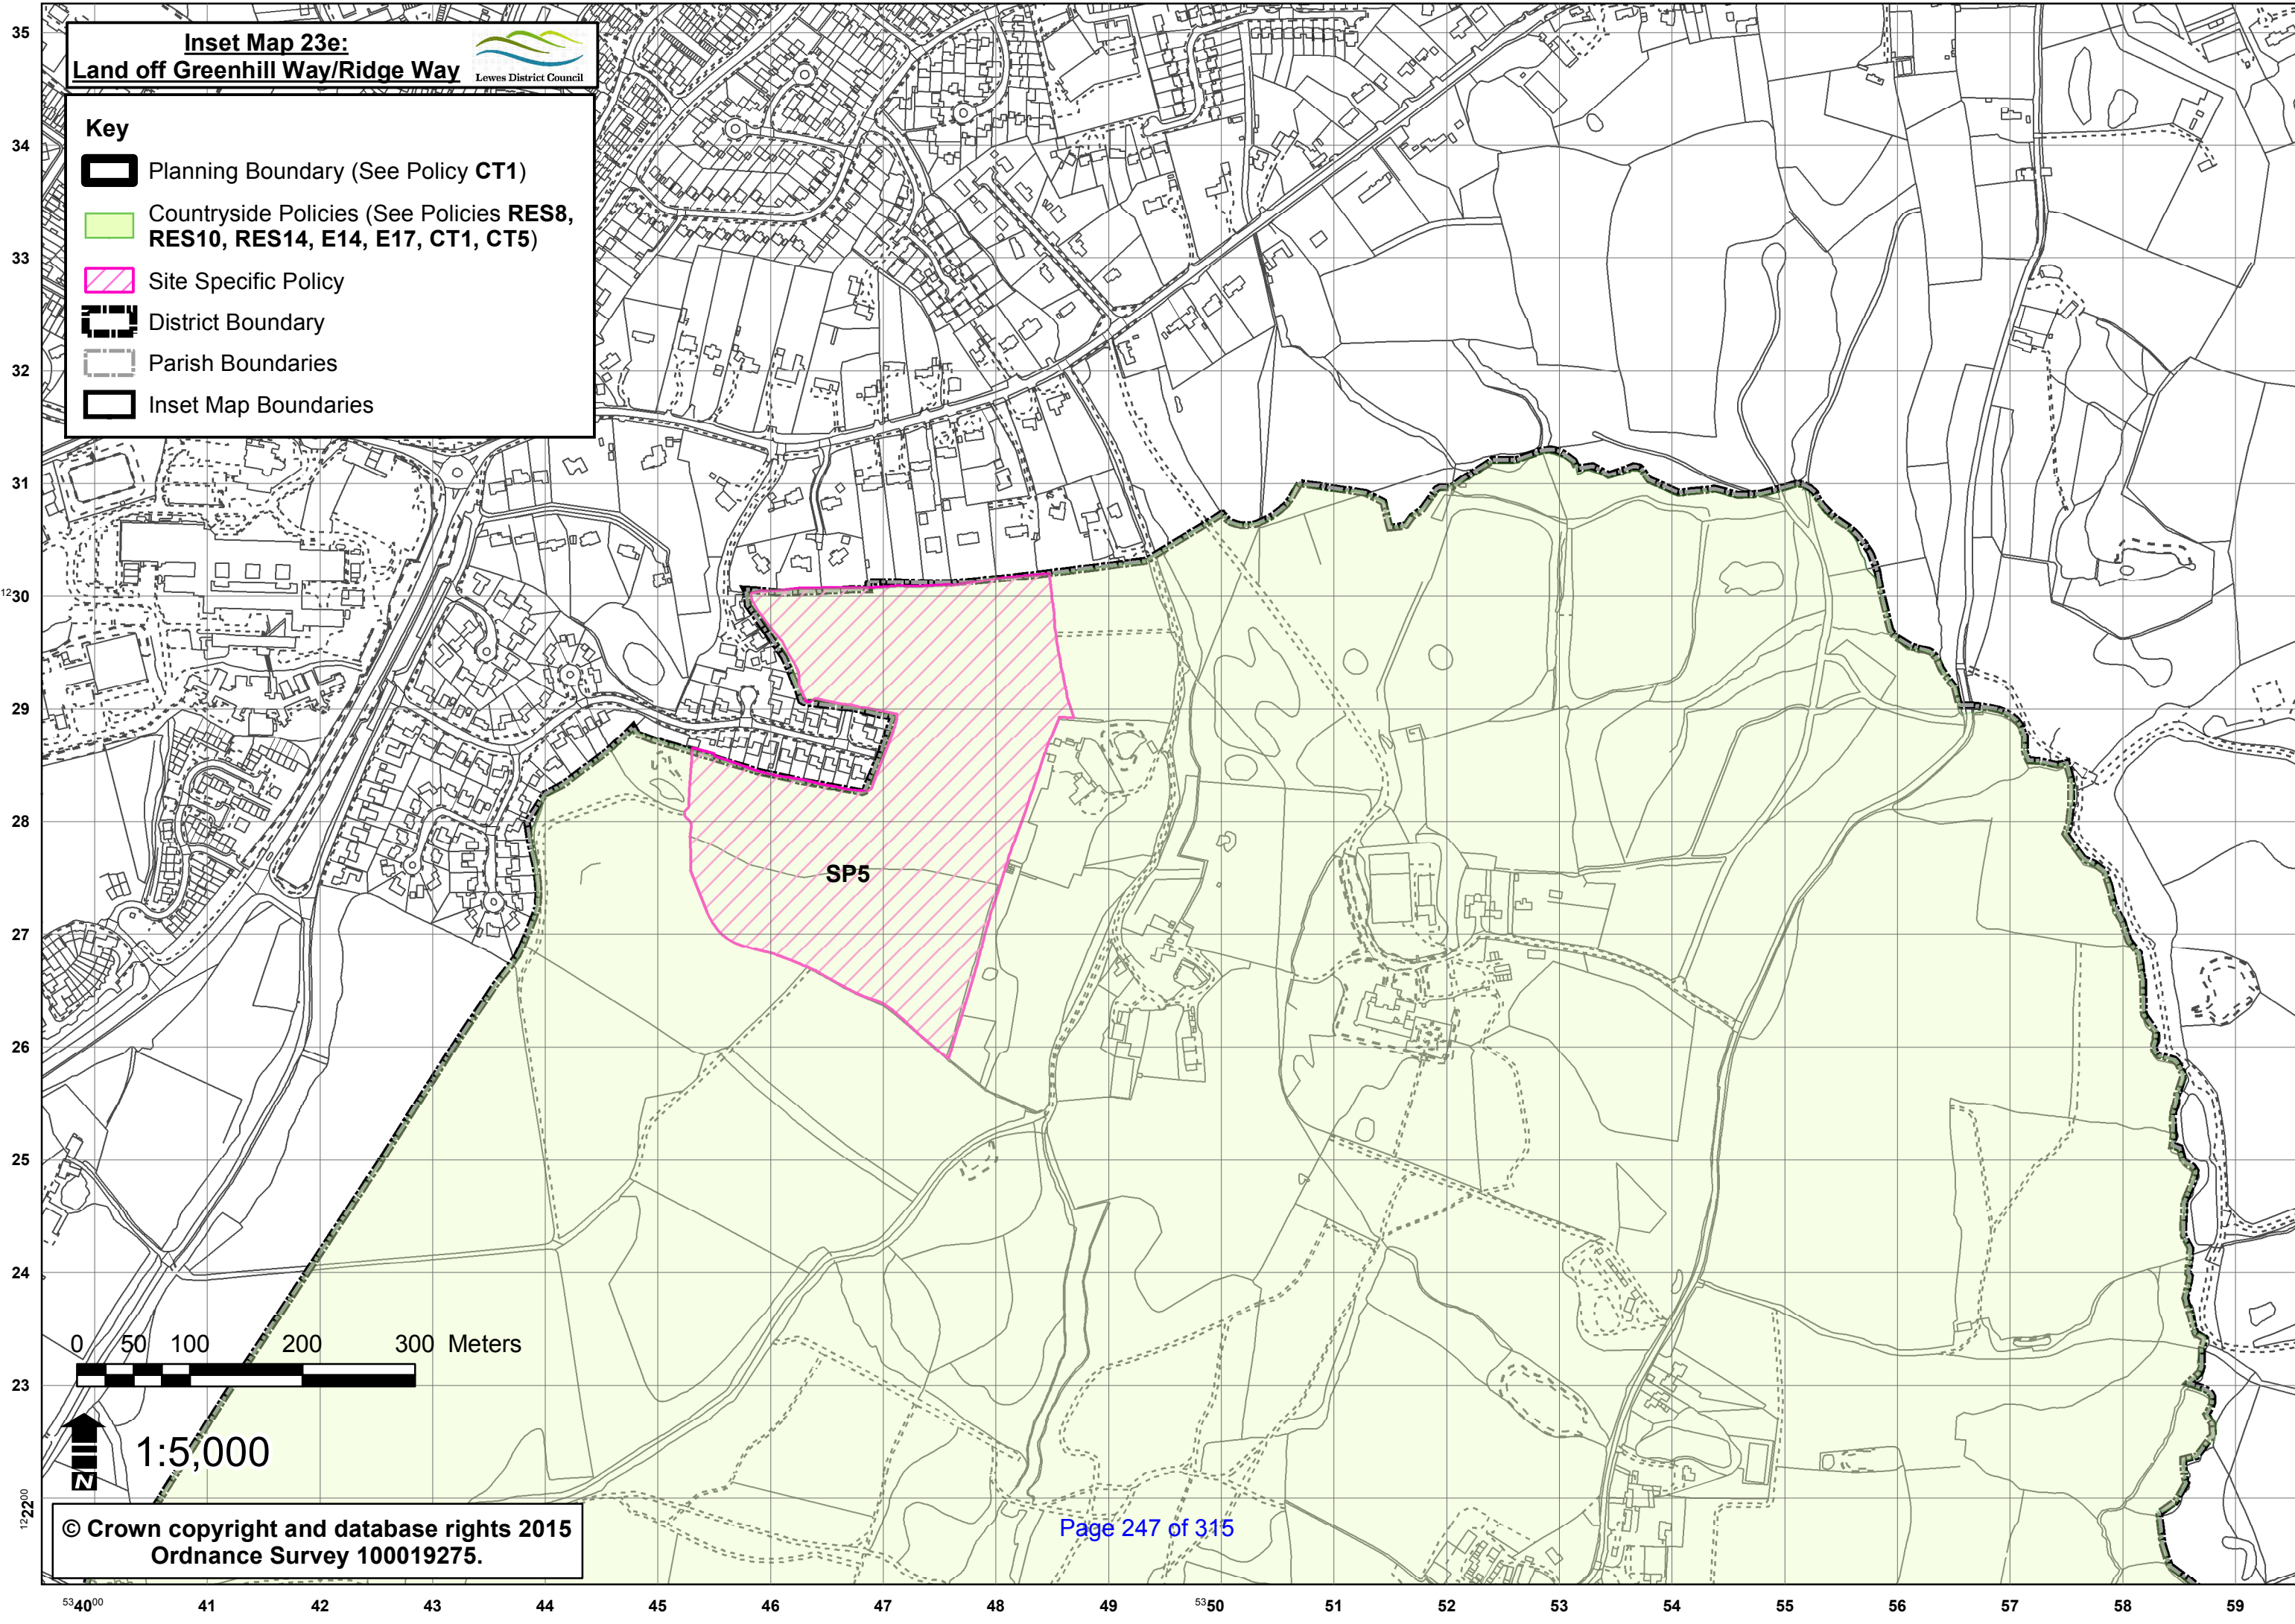 Inset Map 23e:
Land off Greenhill Way/Ridge Way
Lewes District Council
Key
Planning Boundary (See Policy CT1)
Countryside Policies (See Policies RES8,
RES10, RES14, E14, E17, CT1, CT5)
Site Specific Policy
District Boundary
Parish Boundaries
Inset Map Boundaries
35
34
33
32
31
1230
29
28
27
26
25
24
23
122200
SP5
0 50 100 200 300 Meters
N
1:5,000
© Crown copyright and database rights 2015
Ordnance Survey 100019275.
Page 247 of 315
534000 41 42 43 44 45 46 47 48 49 5350 51 52 53 54 55 56 57 58 59